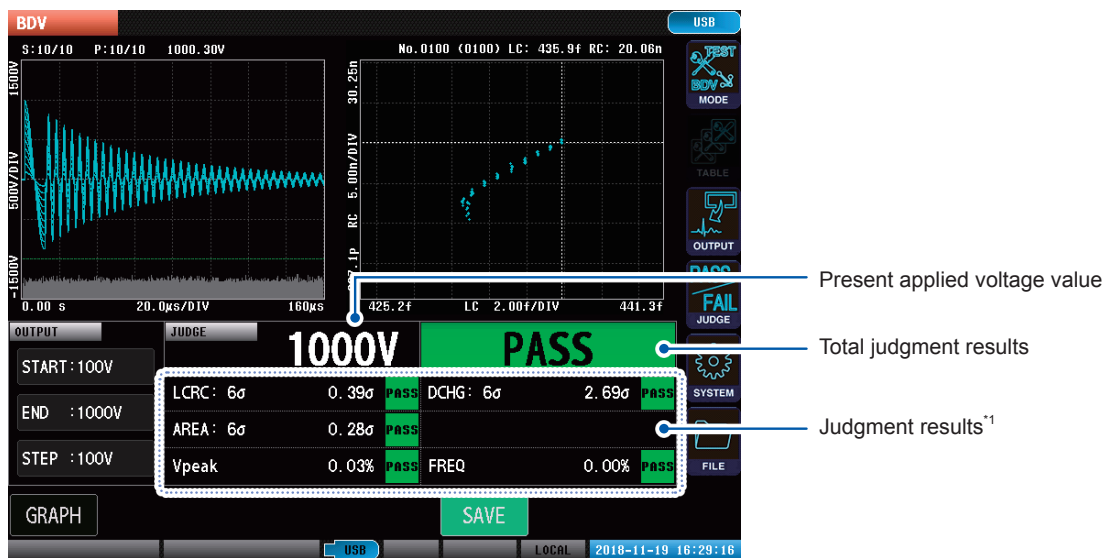 BDV
USB
S:10/10 P:10/10 1000.30V
No.0100 (0100) LC: 435.9f RC: 20.06n
1500V
500V/DIV
-1500V
0.00 s 20.0µs/DIV 160µs
30.25n
RC 5.00n/DIV
425.2f LC 2.00f/DIV 441.3f
TEST
BDV
MODE
TABLE
OUTPUT
PASS
FAIL
JUDGE
SYSTEM
FILE
Present applied voltage value
Total judgment results
Judgment results*1
OUTPUT
START:100V
END :1000V
STEP :100V
JUDGE
1000V
PASS
LCRC: 6σ 0.39σ PASS
DCHG: 6σ 2.69σ PASS
AREA: 6σ 0.28σ PASS
Vpeak 0.03% PASS
FREQ 0.00% PASS
GRAPH
SAVE
USB
LOCAL
2018-11-19 16:29:16